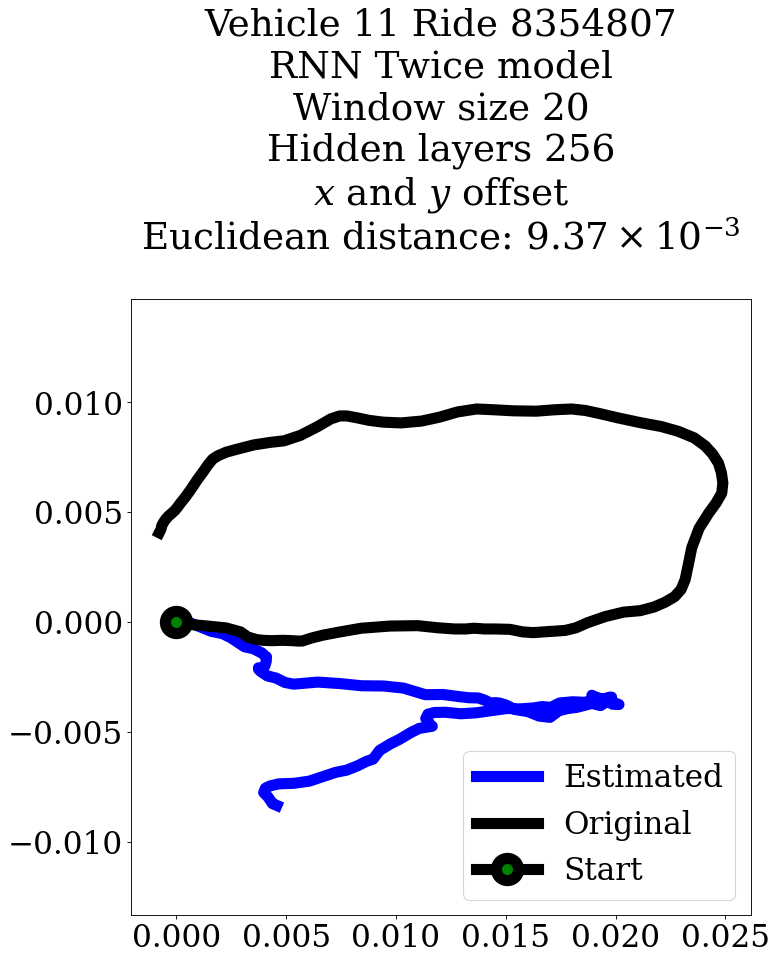 Vehicle 11 Ride 8354807
RNN Twice model
Window size 20
Hidden layers 256
x and y offset
Euclidean distance: 9.37 × 10⁻³
0.010
0.005
0.000
−0.005
−0.010
Estimated
Original
Start
0.000 0.005 0.010 0.015 0.020 0.025